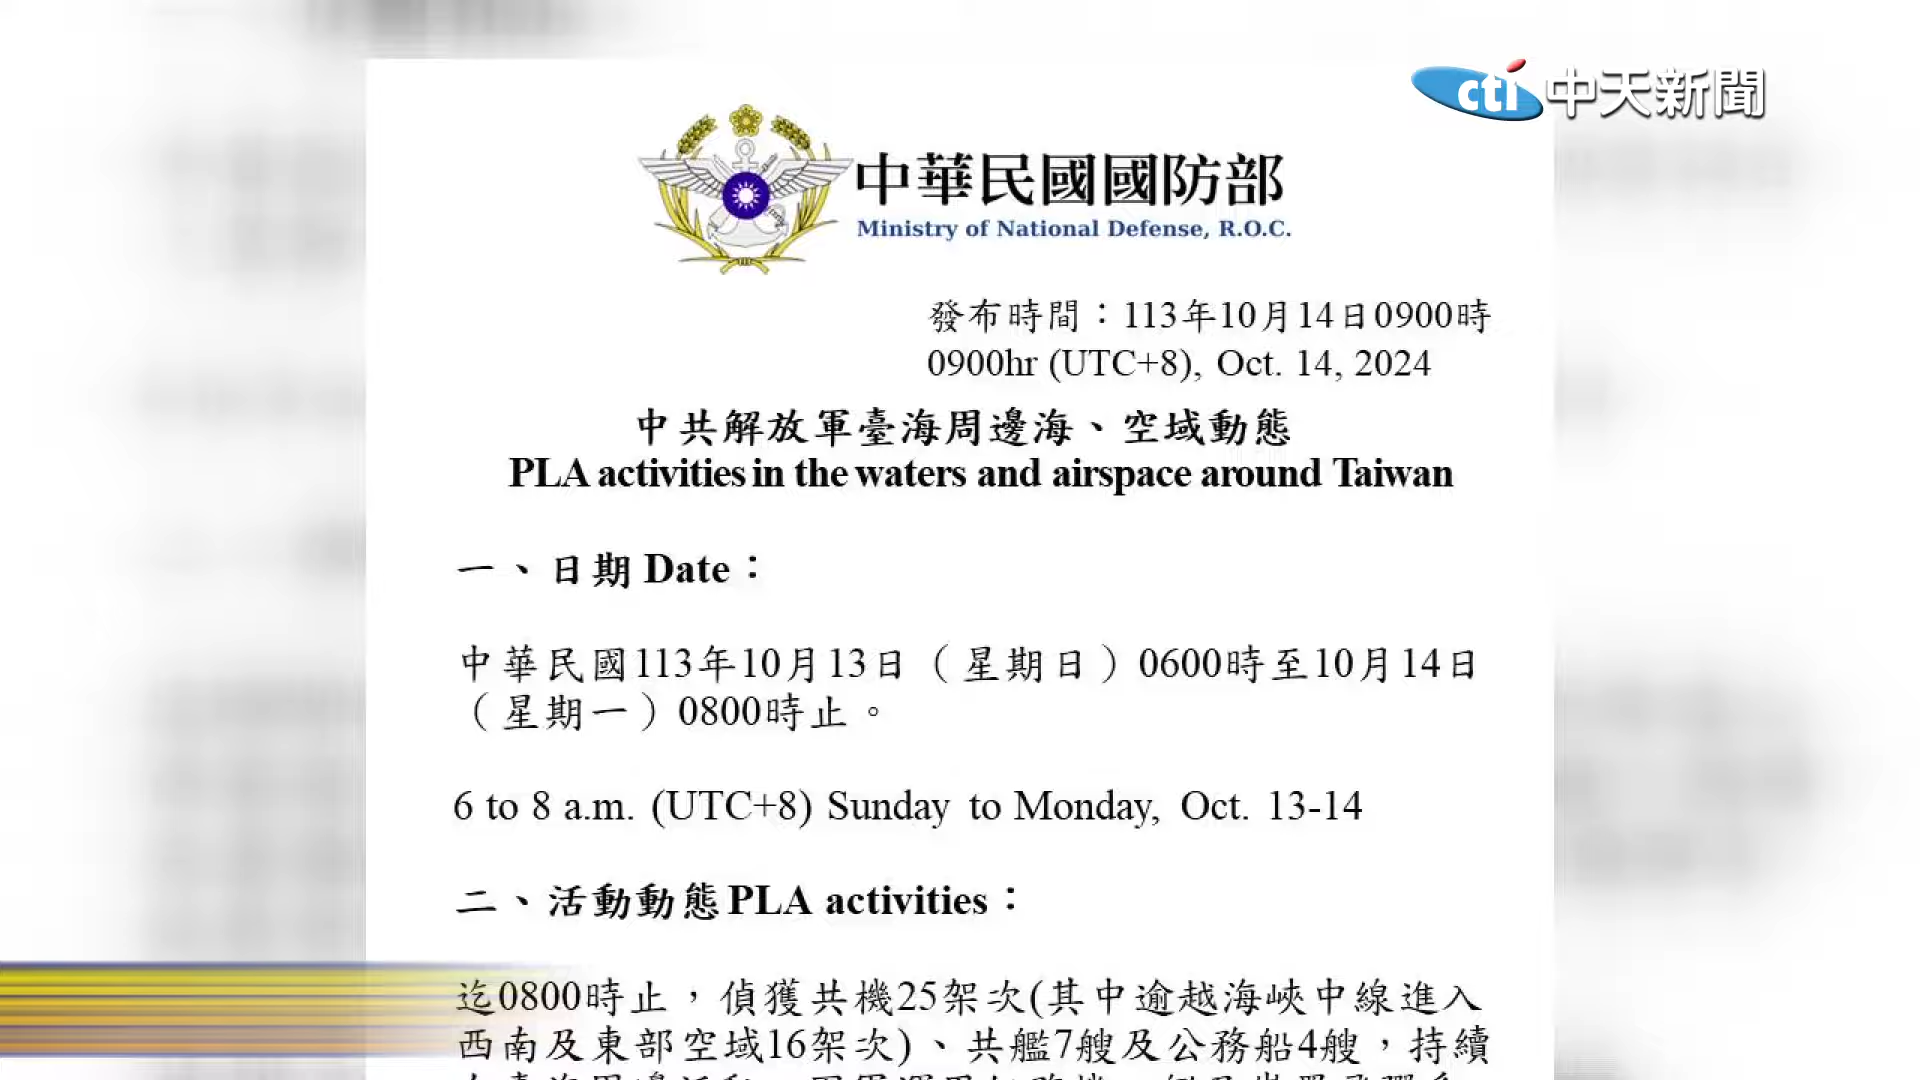 cti 中天新聞
中華民國國防部
Ministry of National Defense, R.O.C.
發布時間：113年10月14日0900時
0900hr (UTC+8), Oct. 14, 2024
中共解放軍臺海周邊海、空域動態
PLA activities in the waters and airspace around Taiwan
一、日期 Date：
中華民國113年10月13日（星期日）0600時至10月14日
（星期一）0800時止。
6 to 8 a.m. (UTC+8) Sunday to Monday, Oct. 13-14
二、活動動態 PLA activities：
迄0800時止，偵獲共機25架次(其中逾越海峽中線進入
西南及東部空域16架次)、共艦7艘及公務船4艘，持續